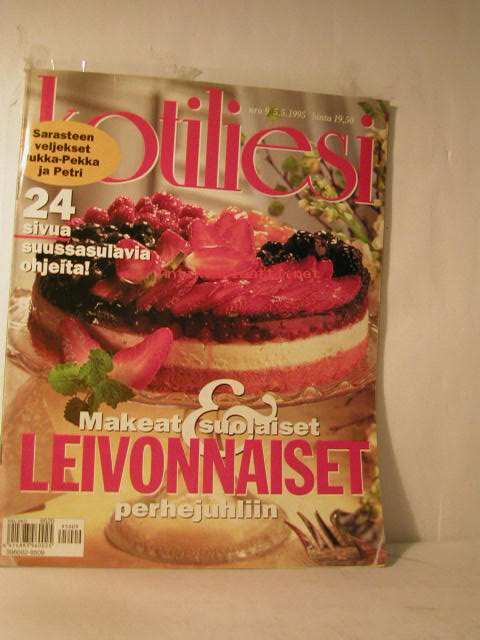 kotiliesi
nro 9 5.5.1995 hinta 19,50
Sarasteen
veljekset
ukka-Pekka
ja Petri
24
sivua
suussasulavia
ohjeita!
Makeat & suolaiset
LEIVONNAISET
perhejuhliin